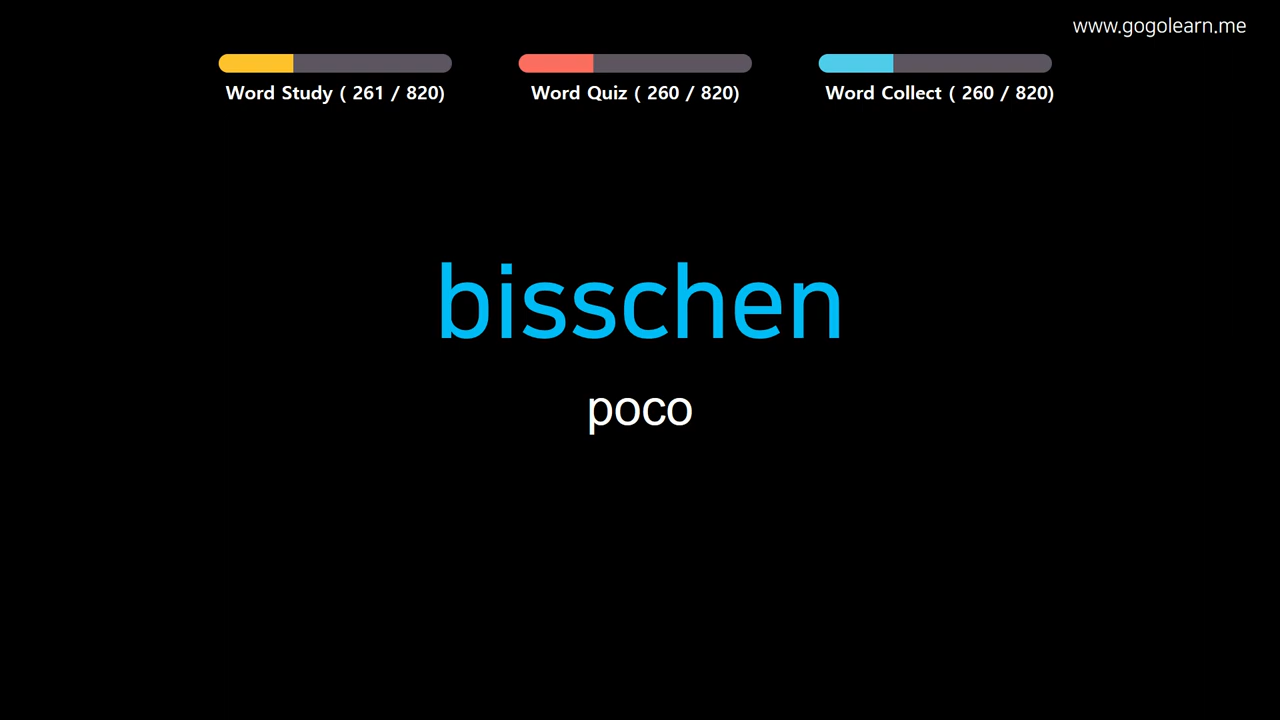 www.gogolearn.me
Word Study ( 261 / 820)
Word Quiz ( 260 / 820)
Word Collect ( 260 / 820)
bisschen
poco